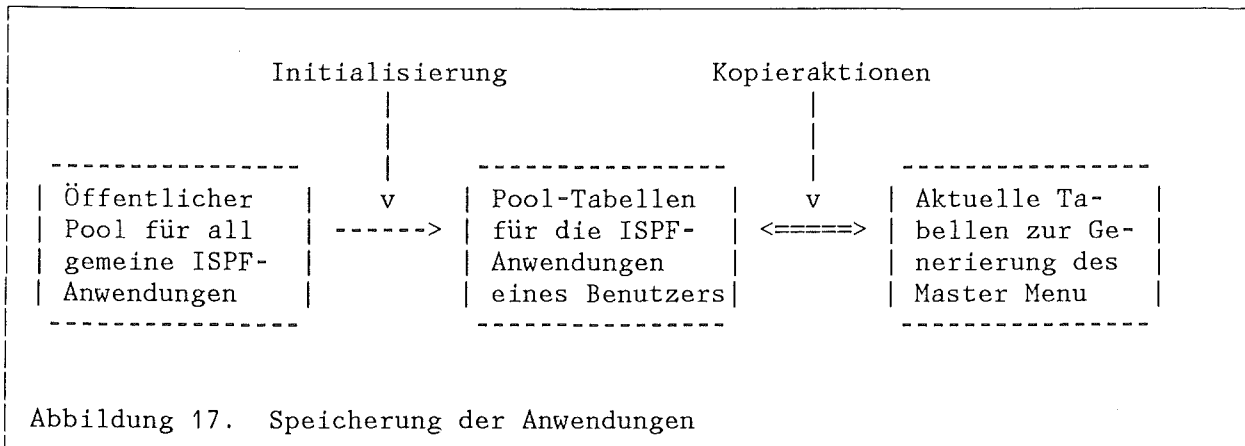 Initialisierung Kopieraktionen
Öffentlicher v Pool-Tabellen v Aktuelle Ta-
Pool für all ------> für die ISPF- <=====> bellen zur Ge-
gemeine ISPF- Anwendungen nerierung des
Anwendungen eines Benutzers Master Menu
Abbildung 17. Speicherung der Anwendungen